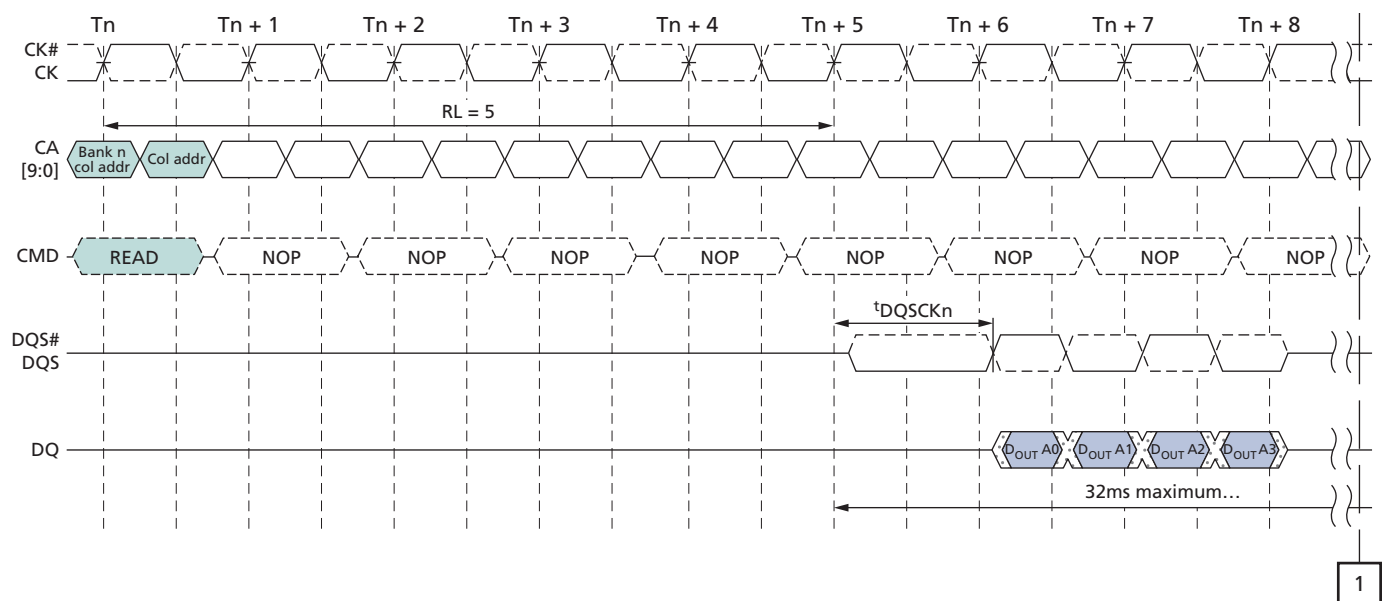 Tn Tn + 1 Tn + 2 Tn + 3 Tn + 4 Tn + 5 Tn + 6 Tn + 7 Tn + 8
CK#
CK
RL = 5
CA
[9:0]
Bank n
col addr
Col addr
CMD READ NOP NOP NOP NOP NOP NOP NOP NOP
tDQSCKn
DQS#
DQS
DQ DOUT A0 DOUT A1 DOUT A2 DOUT A3
32ms maximum…
1